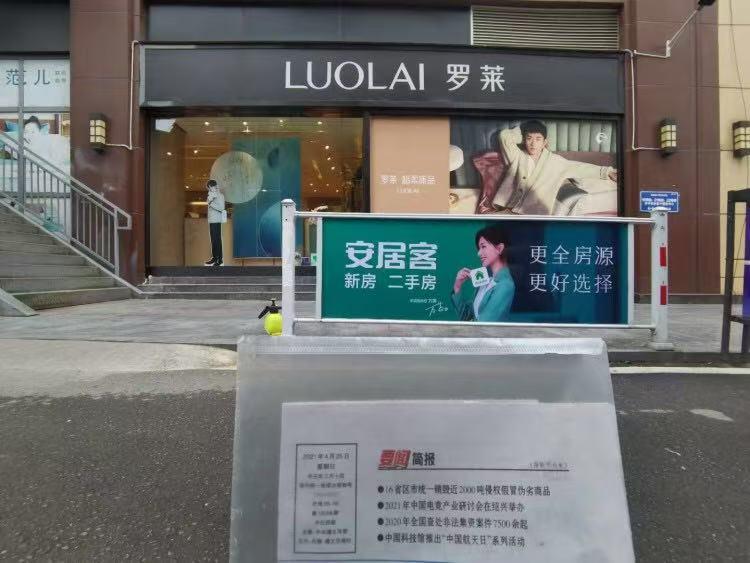 范儿
LUOLAI 罗莱
罗莱 超柔床品
安居客
新房 二手房
更全房源
更好选择
2021年4月25日
星期日
要闻 简报
●16省区市统一销毁近2000吨侵权假冒伪劣商品
●2021年中国电竞产业研讨会在绍兴举办
●2020年全国查处非法集资案件7500余起
●中国科技馆推出“中国航天日”系列活动